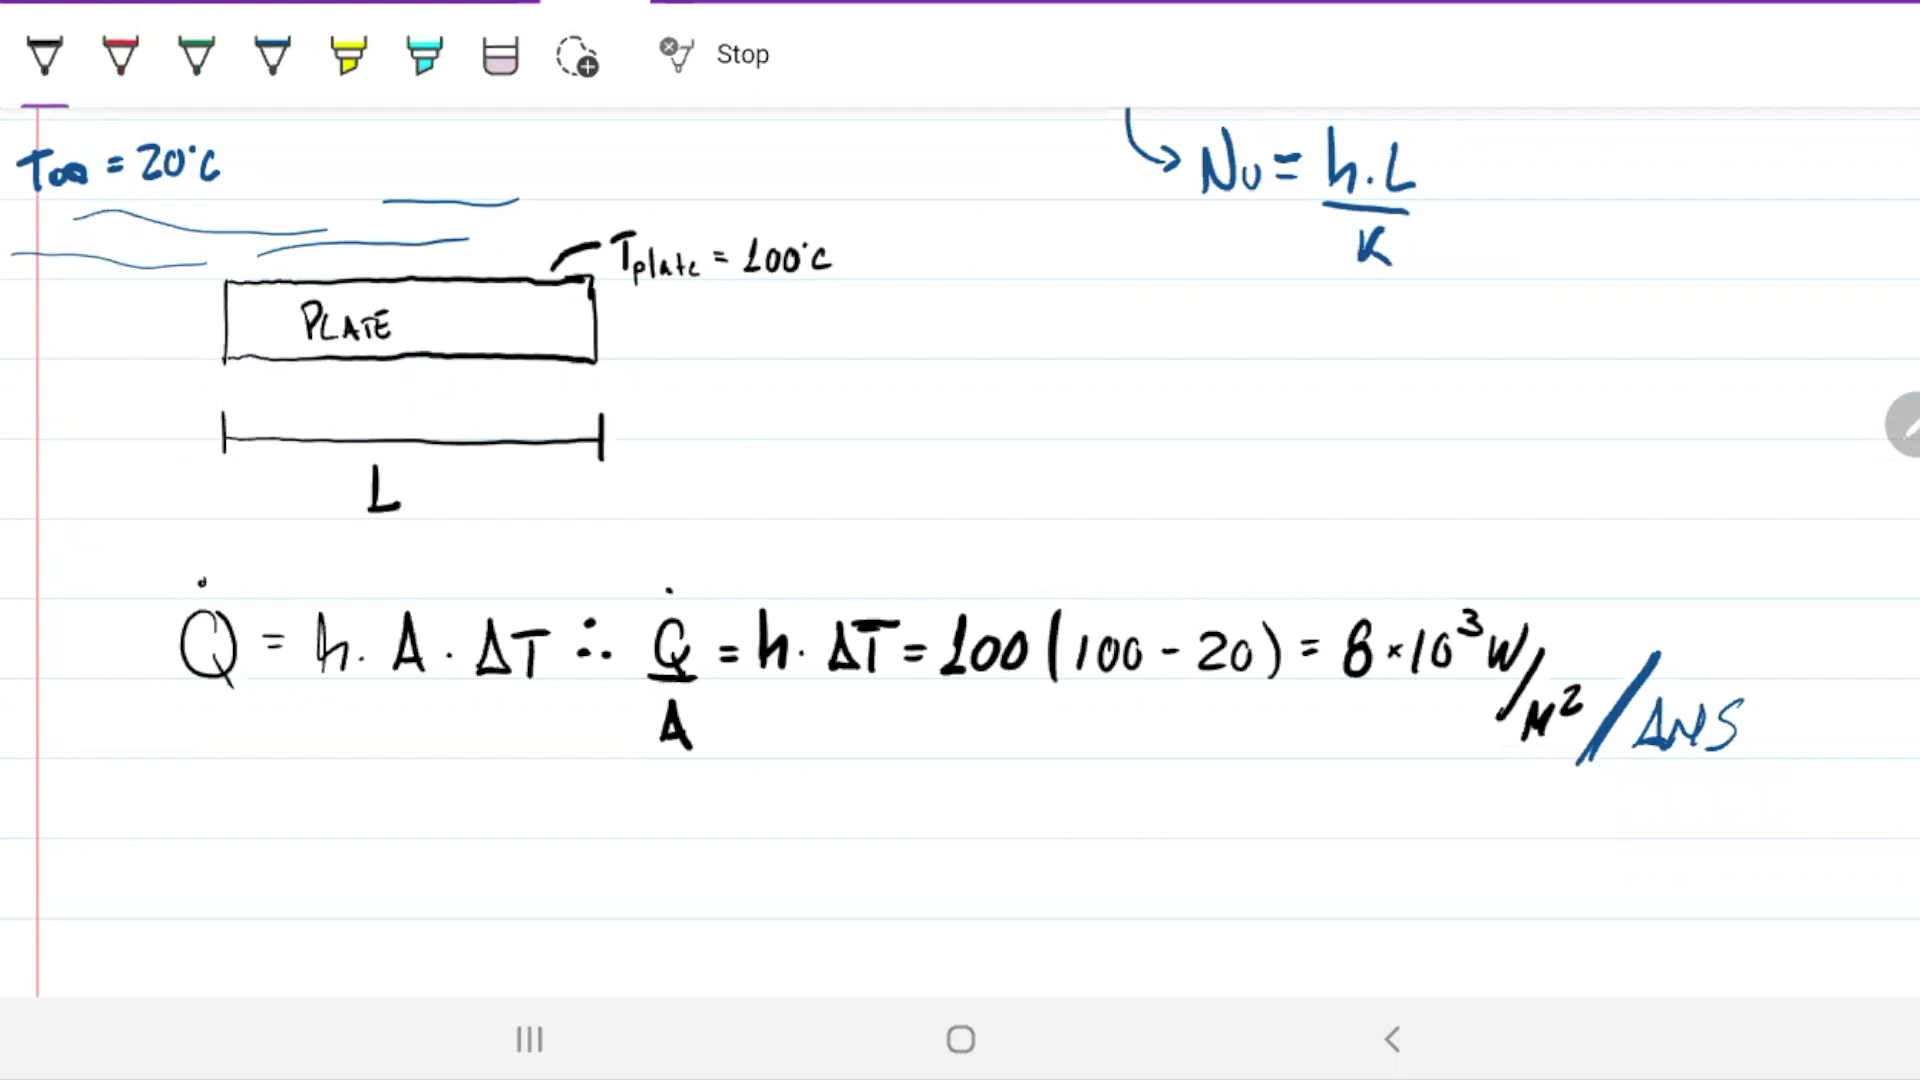 Stop
T∞ = 20°C
Nu = h.L / K
Tplate = 100°C
PLATE
L
Q̇ = h. A . ΔT ∴ Q̇/A = h. ΔT = 100 (100 - 20) = 8 × 10³ W/M² / ANS